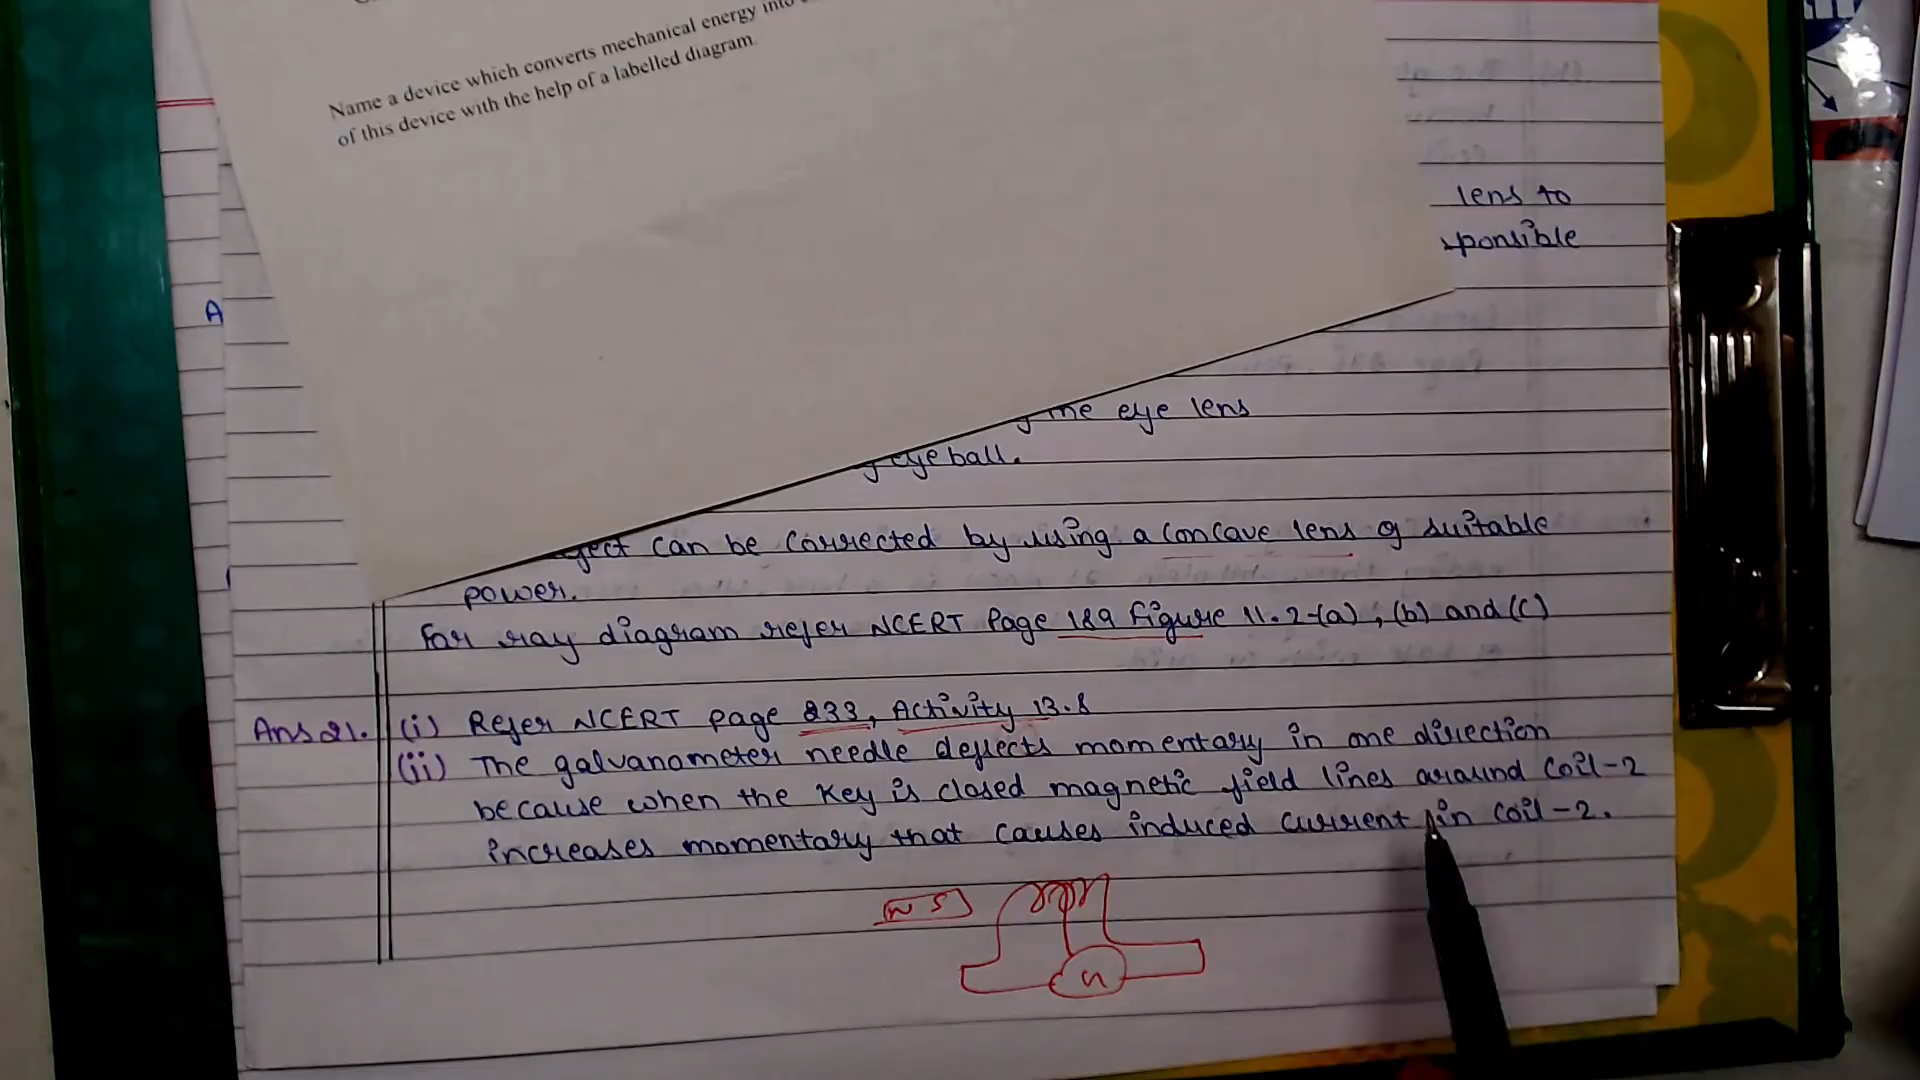 Name a device which converts mechanical energy into
of this device with the help of a labelled diagram.
lens to
ponsible
A
the eye lens
eyeball.
can be corrected by using a concave lens of suitable
power.
For ray diagram refer NCERT Page 189 figure 11.2-(a), (b) and (c)
Ans 21. (i) Refer NCERT page 233, Activity 13.8
(ii) The galvanometer needle deflects momentary in one direction
because when the key is closed magnetic field lines around coil-2
increases momentary that causes induced current in coil-2.
N S